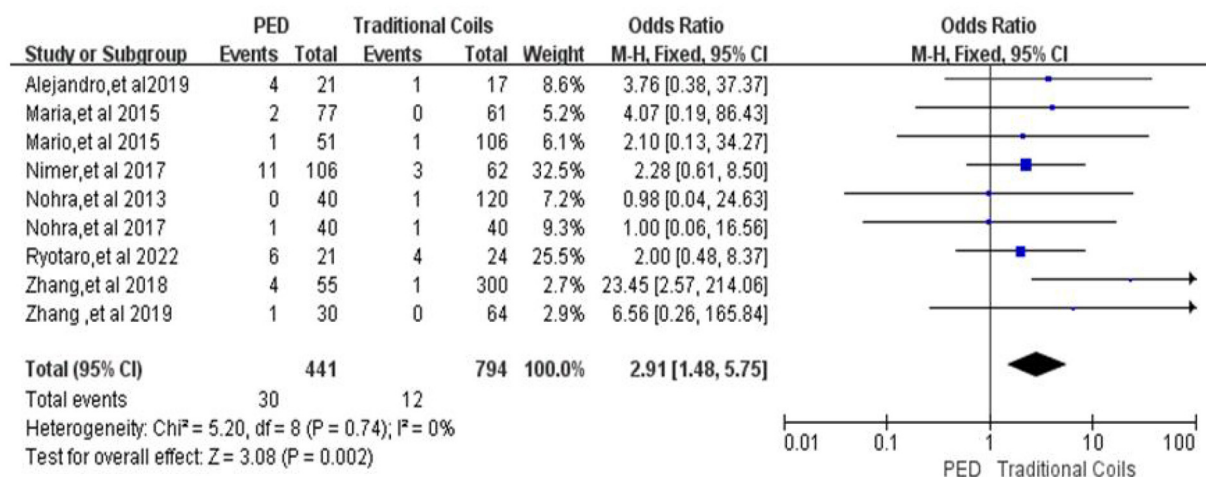 PED Traditional Coils Odds Ratio Odds Ratio
Study or Subgroup Events Total Events Total Weight M-H, Fixed, 95% CI M-H, Fixed, 95% CI
Alejandro,et al2019 4 21 1 17 8.6% 3.76 [0.38, 37.37]
Maria,et al 2015 2 77 0 61 5.2% 4.07 [0.19, 86.43]
Mario,et al 2015 1 51 1 106 6.1% 2.10 [0.13, 34.27]
Nimer,et al 2017 11 106 3 62 32.5% 2.28 [0.61, 8.50]
Nohra,et al 2013 0 40 1 120 7.2% 0.98 [0.04, 24.63]
Nohra,et al 2017 1 40 1 40 9.3% 1.00 [0.06, 16.56]
Ryotaro,et al 2022 6 21 4 24 25.5% 2.00 [0.48, 8.37]
Zhang,et al 2018 4 55 1 300 2.7% 23.45 [2.57, 214.06]
Zhang ,et al 2019 1 30 0 64 2.9% 6.56 [0.26, 165.84]
Total (95% CI) 441 794 100.0% 2.91 [1.48, 5.75]
Total events 30 12
Heterogeneity: Chi² = 5.20, df = 8 (P = 0.74); I² = 0%
Test for overall effect: Z = 3.08 (P = 0.002)
0.01 0.1 1 10 100
PED Traditional Coils